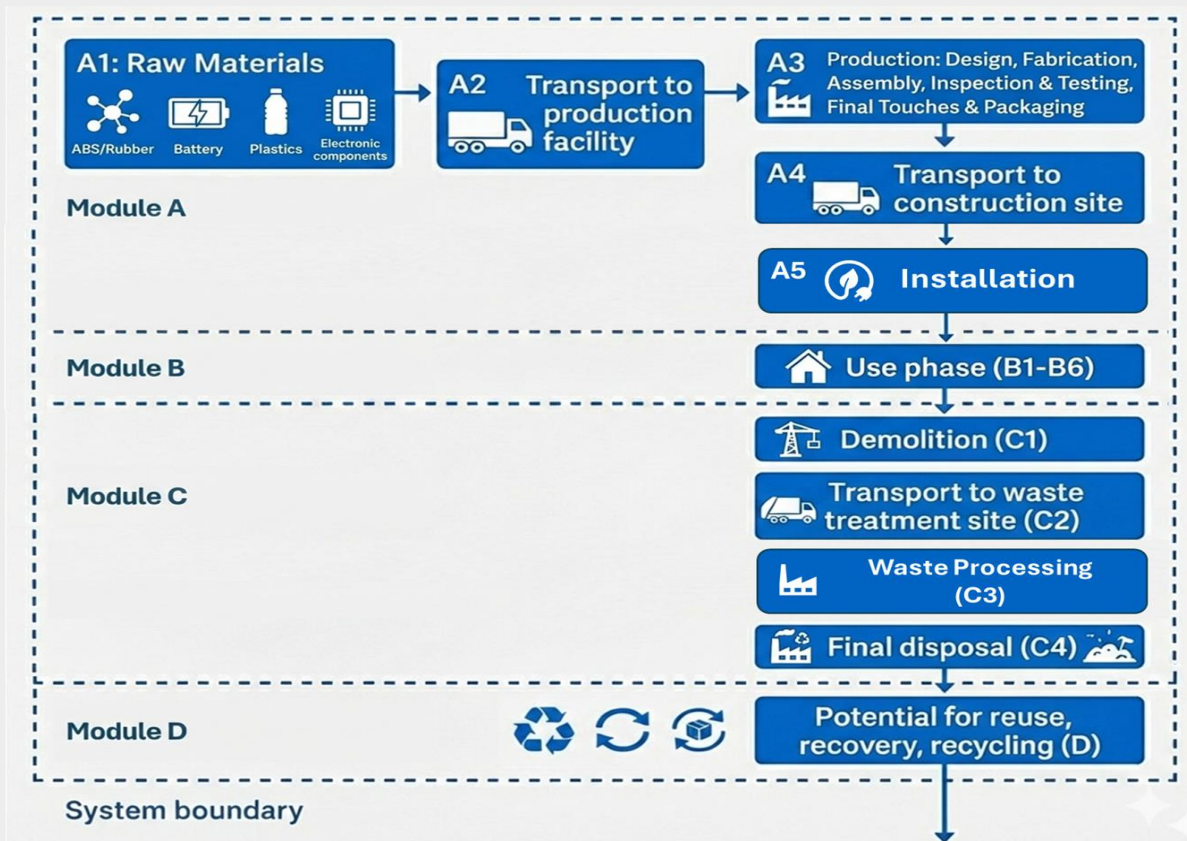 A1: Raw Materials
ABS/Rubber
Battery
Plastics
Electronic
components
A2
Transport to
production
facility
A3
Production: Design, Fabrication,
Assembly, Inspection & Testing,
Final Touches & Packaging
A4
Transport to
construction site
Module A
A5
Installation
Module B
Use phase (B1-B6)
Demolition (C1)
Module C
Transport to waste
treatment site (C2)
Waste Processing
(C3)
Final disposal (C4)
Module D
Potential for reuse,
recovery, recycling (D)
System boundary